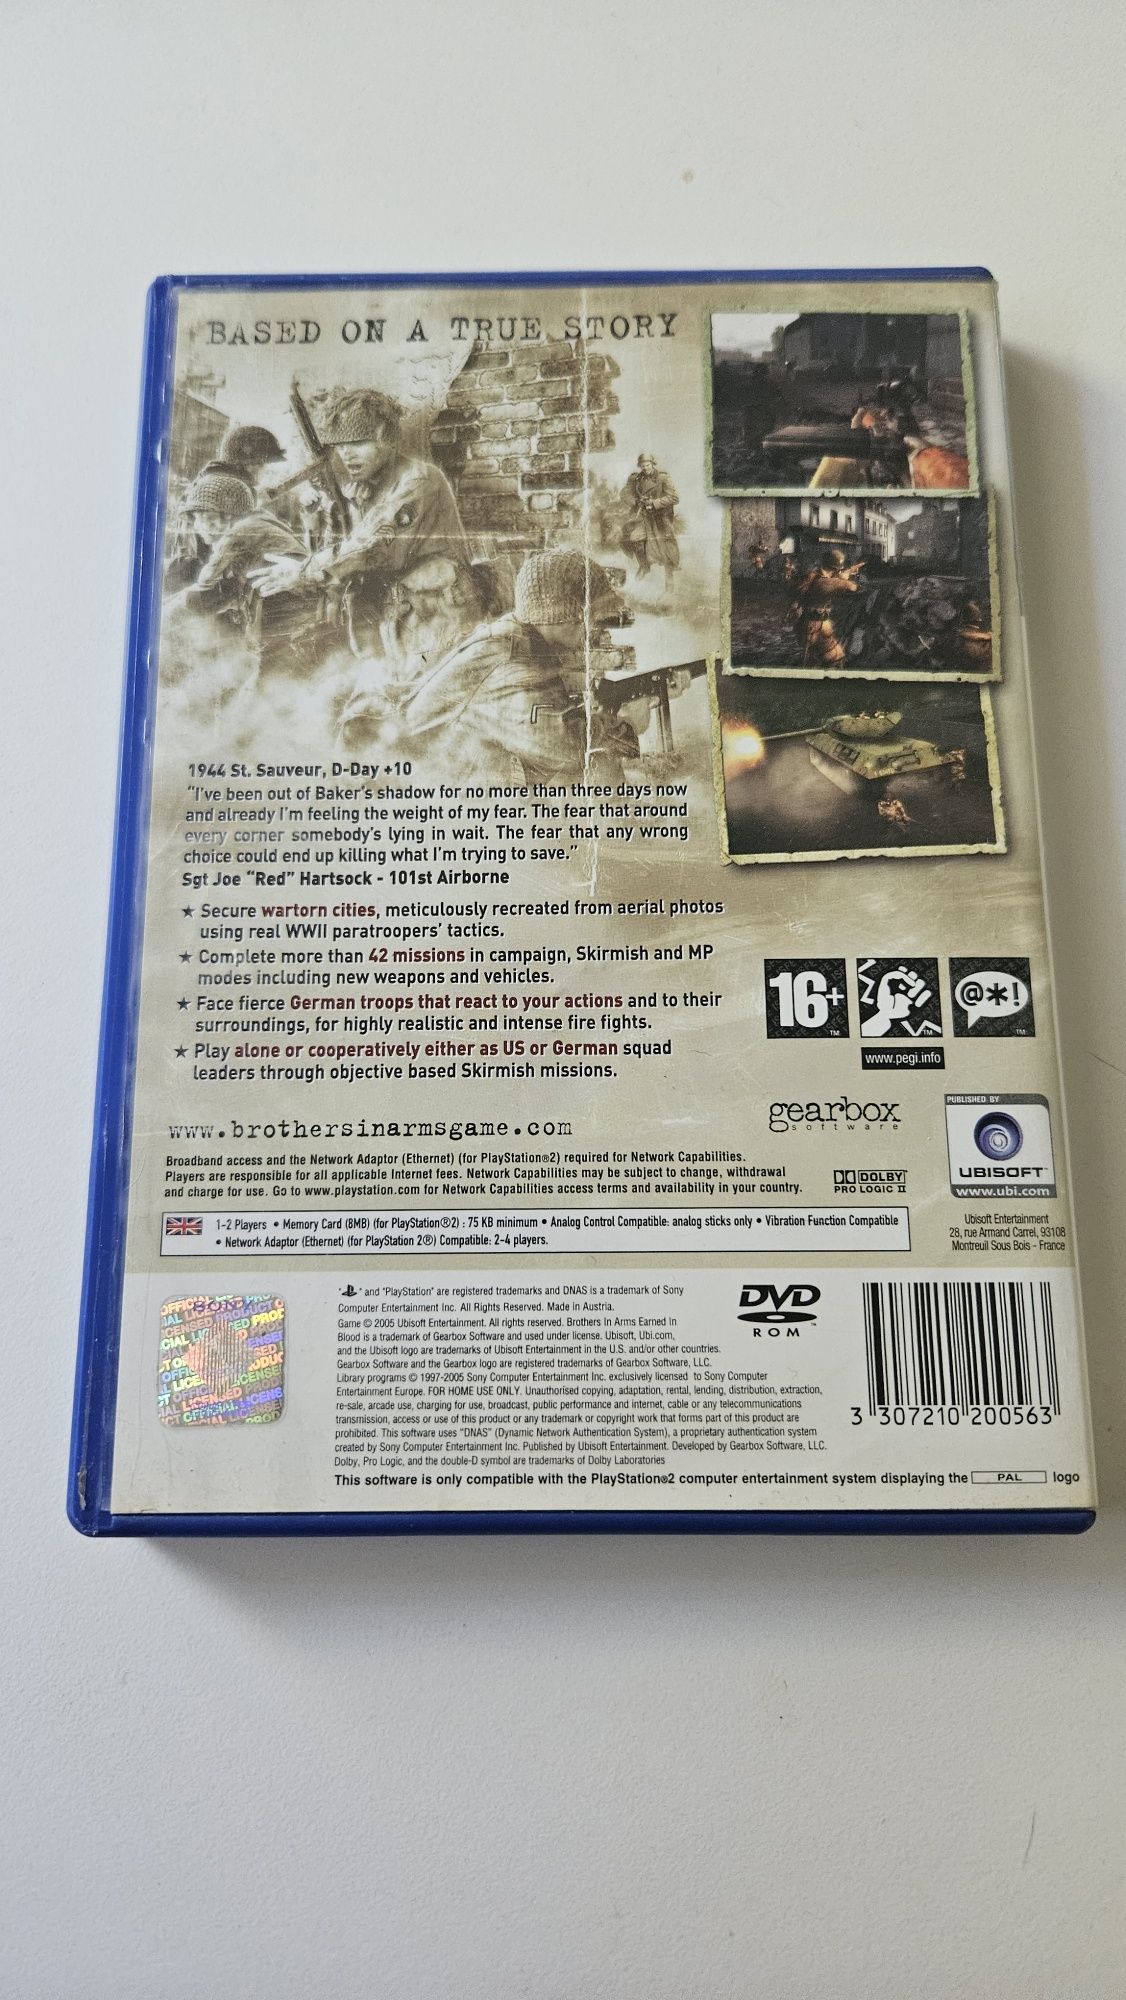 BASED ON A TRUE STORY
1944 St. Sauveur, D-Day +10
"I've been out of Baker's shadow for no more than three days now
and already I'm feeling the weight of my fear. The fear that around
every corner somebody's lying in wait. The fear that any wrong
choice could end up killing what I'm trying to save."
Sgt Joe "Red" Hartsock - 101st Airborne
★ Secure wartorn cities, meticulously recreated from aerial photos
using real WWII paratroopers' tactics.
★ Complete more than 42 missions in campaign, Skirmish and MP
modes including new weapons and vehicles.
★ Face fierce German troops that react to your actions and to their
surroundings, for highly realistic and intense fire fights.
★ Play alone or cooperatively either as US or German squad
leaders through objective based Skirmish missions.
16+
TM
TM
@*!
TM
www.pegi.info
www.brothersinarmsgame.com
gearbox
software
PUBLISHED BY
UBISOFT™
www.ubi.com
Broadband access and the Network Adaptor (Ethernet) (for PlayStation®2) required for Network Capabilities.
Players are responsible for all applicable Internet fees. Network Capabilities may be subject to change, withdrawal
and charge for use. Go to www.playstation.com for Network Capabilities access terms and availability in your country.
DOLBY
PRO LOGIC II
1-2 Players • Memory Card (8MB) (for PlayStation®2) : 75 KB minimum • Analog Control Compatible: analog sticks only • Vibration Function Compatible
• Network Adaptor (Ethernet) (for PlayStation 2®) Compatible: 2-4 players.
Ubisoft Entertainment
28, rue Armand Carrel, 93108
Montreuil Sous Bois - France
SONY
OFFICIAL LICENSED PRODUCT
" " and "PlayStation" are registered trademarks and DNAS is a trademark of Sony
Computer Entertainment Inc. All Rights Reserved. Made in Austria.
Game © 2005 Ubisoft Entertainment. All rights reserved. Brothers In Arms Earned In
Blood is a trademark of Gearbox Software and used under license. Ubisoft, Ubi.com,
and the Ubisoft logo are trademarks of Ubisoft Entertainment in the U.S. and/or other countries.
Gearbox Software and the Gearbox logo are registered trademarks of Gearbox Software, LLC.
Library programs © 1997-2005 Sony Computer Entertainment Inc. exclusively licensed to Sony Computer
Entertainment Europe. FOR HOME USE ONLY. Unauthorised copying, adaptation, rental, lending, distribution, extraction,
re-sale, arcade use, charging for use, broadcast, public performance and internet, cable or any telecommunications
transmission, access or use of this product or any trademark or copyright work that forms part of this product are
prohibited. This software uses "DNAS" (Dynamic Network Authentication System), a proprietary authentication system
created by Sony Computer Entertainment Inc. Published by Ubisoft Entertainment. Developed by Gearbox Software, LLC.
Dolby, Pro Logic, and the double-D symbol are trademarks of Dolby Laboratories
DVD™
ROM
3 307210 200563
This software is only compatible with the PlayStation®2 computer entertainment system displaying the PAL logo